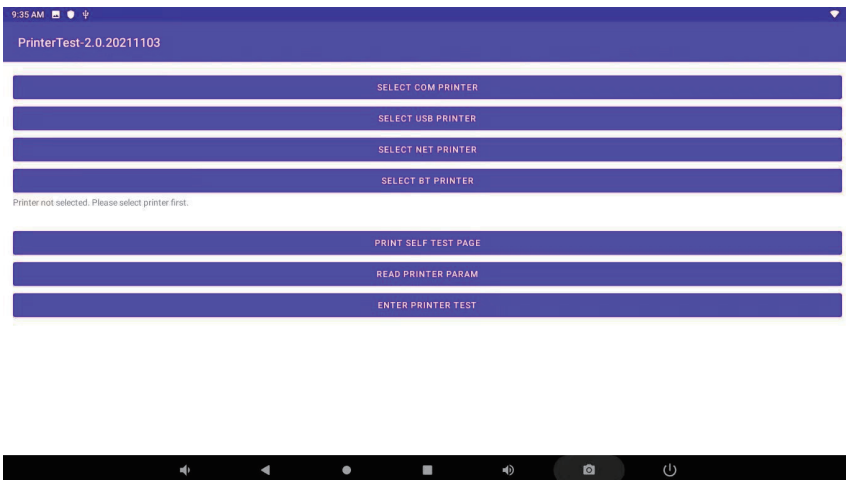 9:35 AM
PrinterTest-2.0.20211103
SELECT COM PRINTER
SELECT USB PRINTER
SELECT NET PRINTER
SELECT BT PRINTER
Printer not selected. Please select printer first.
PRINT SELF TEST PAGE
READ PRINTER PARAM
ENTER PRINTER TEST